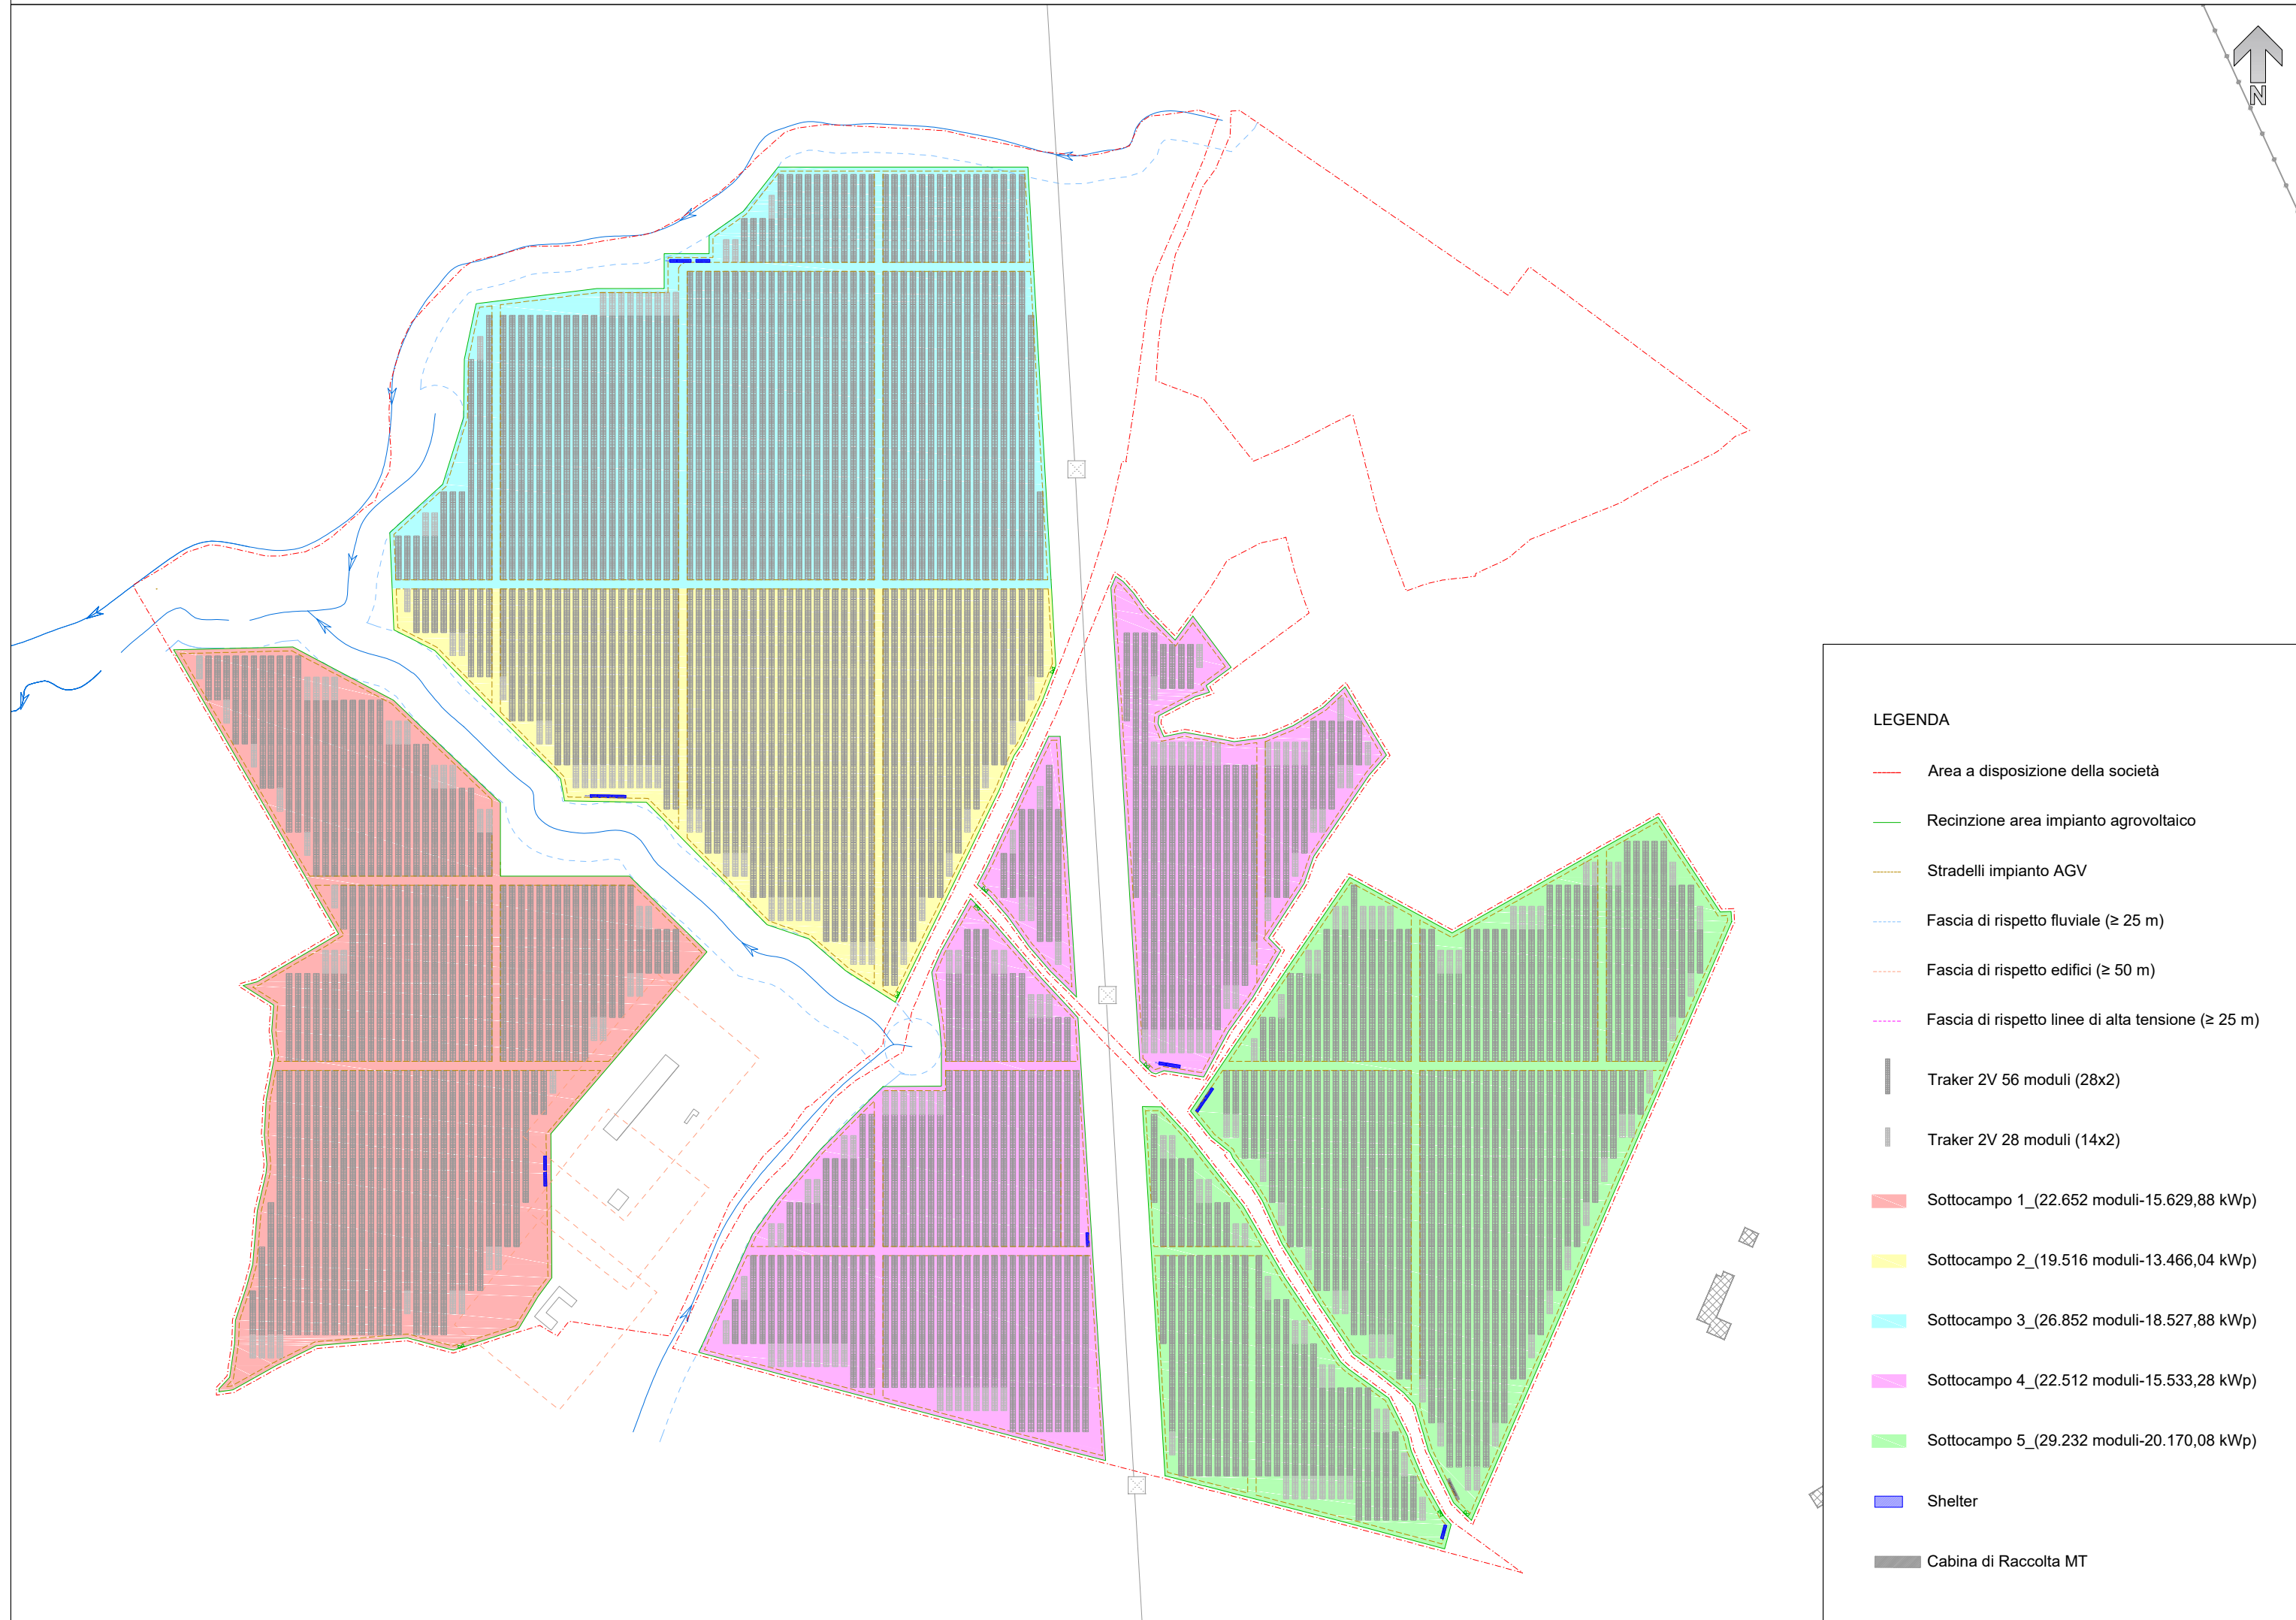 N
LEGENDA
Area a disposizione della società
Recinzione area impianto agrovoltaico
Stradelli impianto AGV
Fascia di rispetto fluviale (≥ 25 m)
Fascia di rispetto edifici (≥ 50 m)
Fascia di rispetto linee di alta tensione (≥ 25 m)
Traker 2V 56 moduli (28x2)
Traker 2V 28 moduli (14x2)
Sottocampo 1_(22.652 moduli-15.629,88 kWp)
Sottocampo 2_(19.516 moduli-13.466,04 kWp)
Sottocampo 3_(26.852 moduli-18.527,88 kWp)
Sottocampo 4_(22.512 moduli-15.533,28 kWp)
Sottocampo 5_(29.232 moduli-20.170,08 kWp)
Shelter
Cabina di Raccolta MT